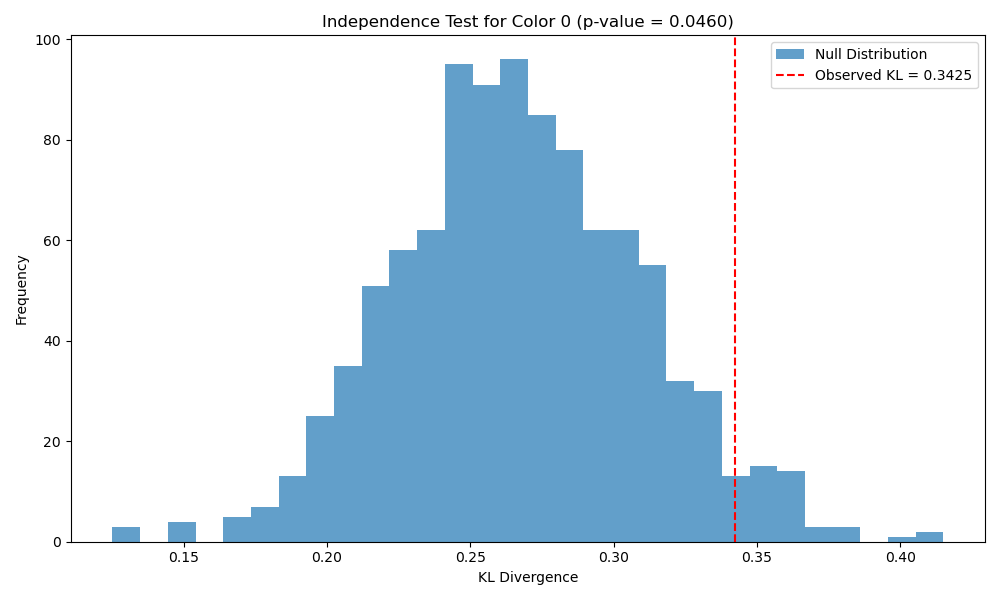 Independence Test for Color 0 (p-value = 0.0460)
Null Distribution
Observed KL = 0.3425
100
80
60
40
20
0
Frequency
0.15
0.20
0.25
0.30
0.35
0.40
KL Divergence